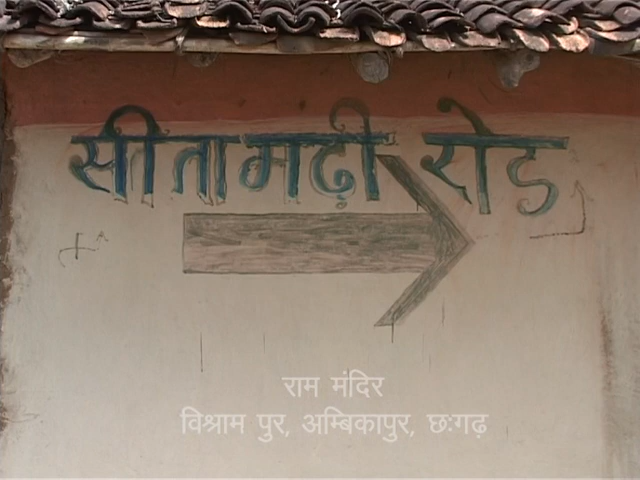 सीतामढ़ी रोड
राम मंदिर
विश्राम पुर, अम्बिकापुर, छःगढ़